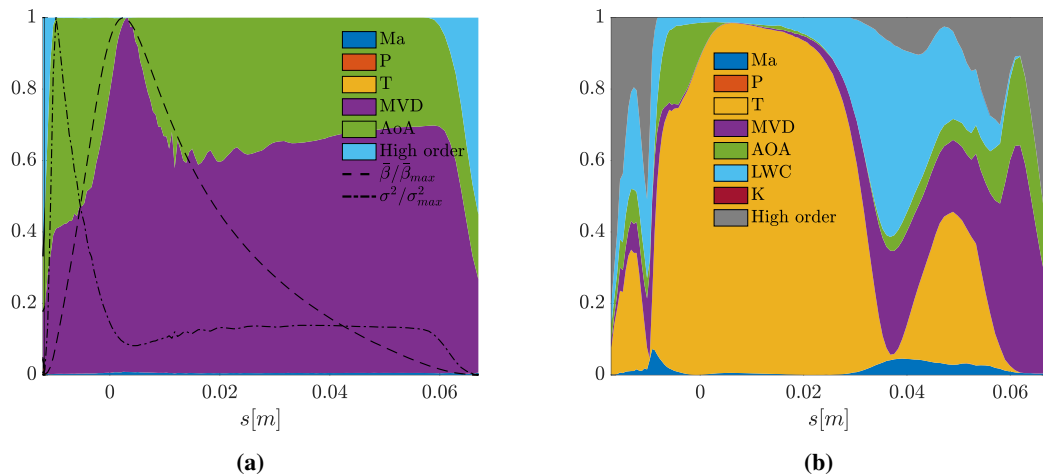 1
0.8
0.6
0.4
0.2
0
0 0.02 0.04 0.06
s[m]
Ma
P
T
MVD
AoA
High order
β̄/β̄max
σ²/σ²max
(a)
1
0.8
0.6
0.4
0.2
0
0 0.02 0.04 0.06
s[m]
Ma
P
T
MVD
AOA
LWC
K
High order
(b)